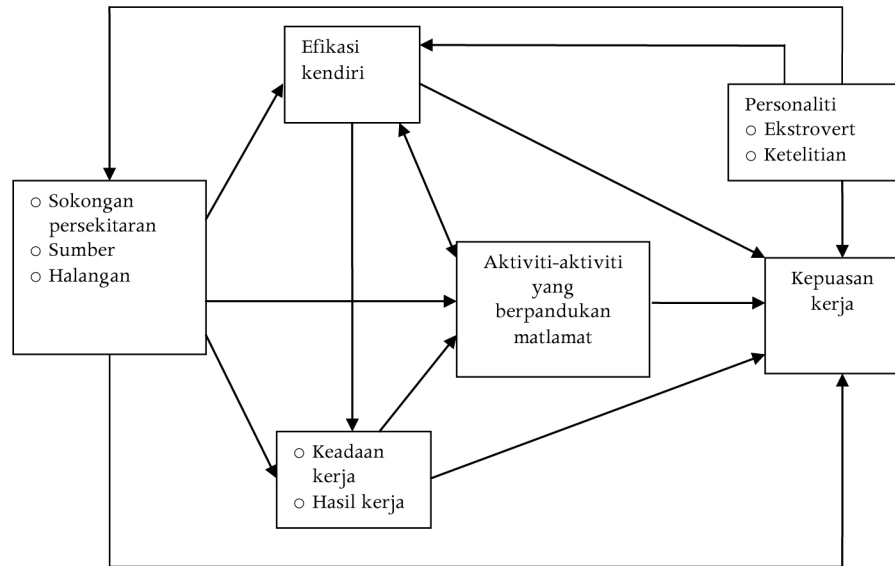 Efikasi
kendiri
Personaliti
○ Ekstrovert
○ Ketelitian
○ Sokongan
persekitaran
○ Sumber
○ Halangan
Aktiviti-aktiviti
yang
berpandukan
matlamat
Kepuasan
kerja
○ Keadaan
kerja
○ Hasil kerja